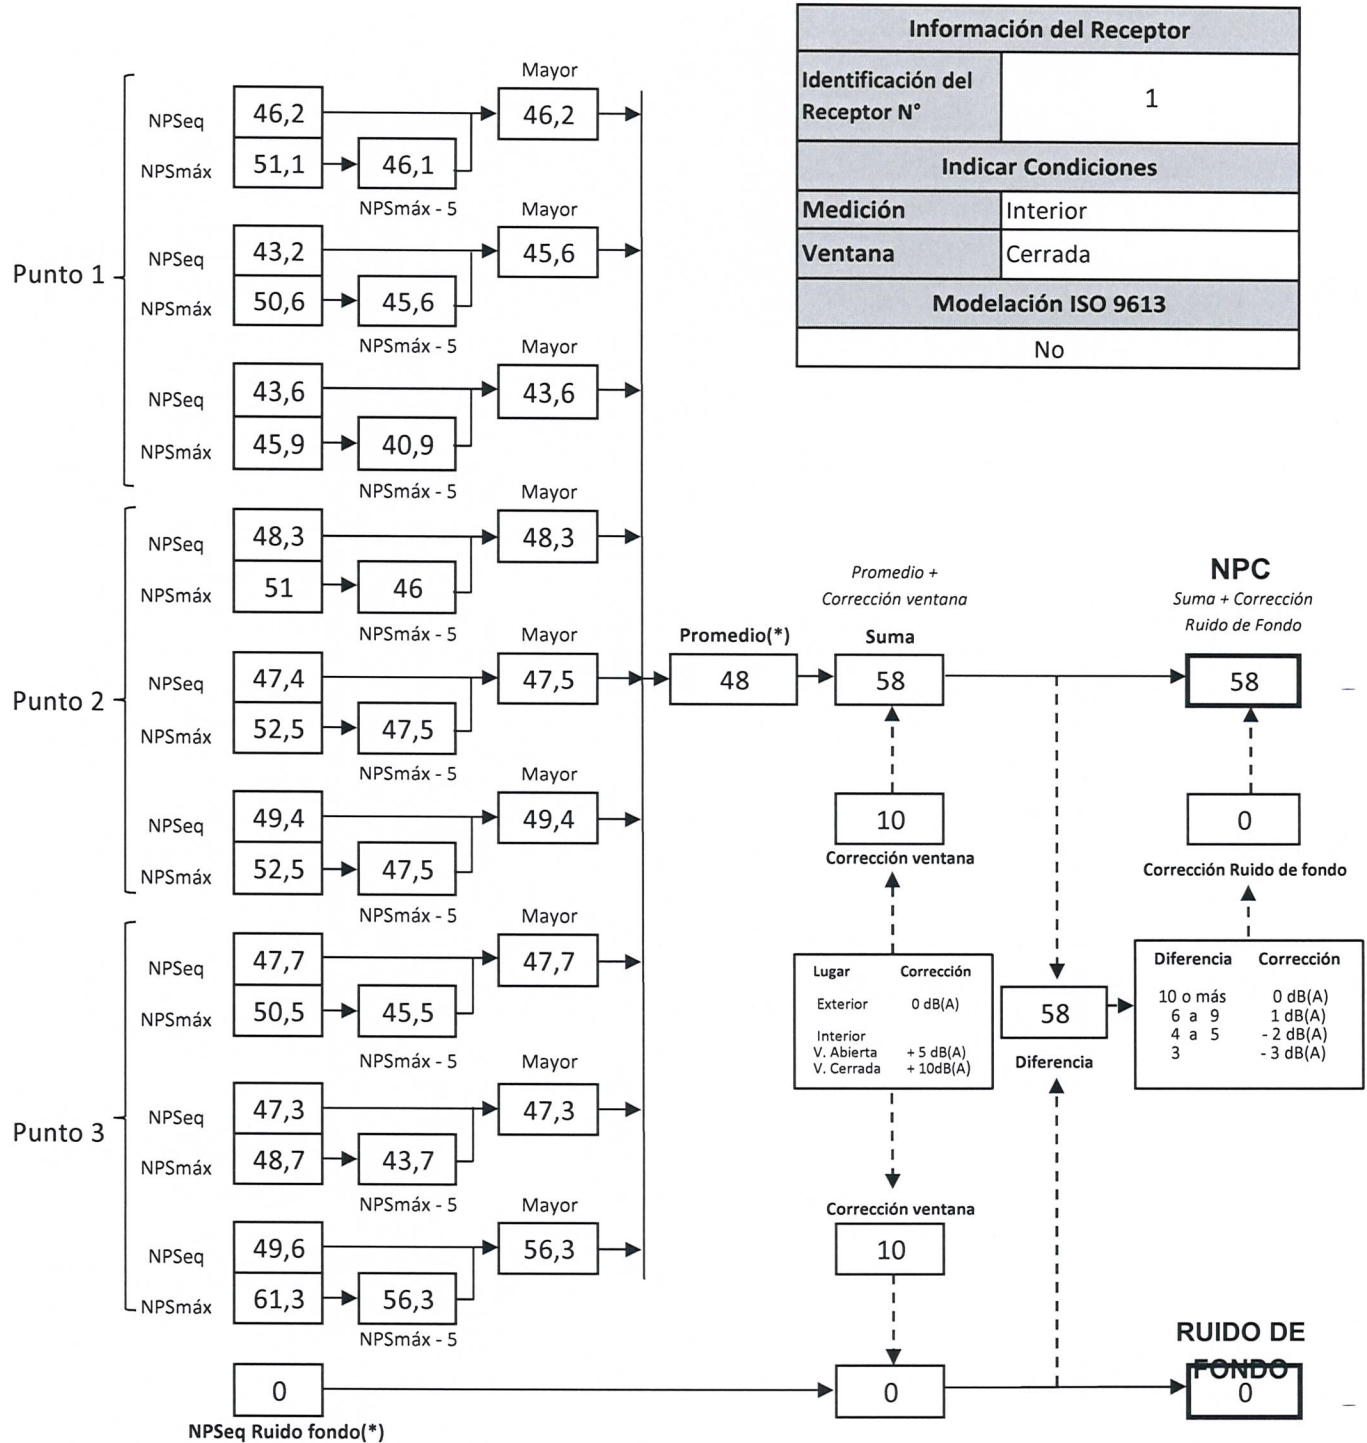 Información del Receptor
Identificación del
Receptor N°
1
Indicar Condiciones
Medición
Interior
Ventana
Cerrada
Modelación ISO 9613
No
Punto 1
Mayor
NPSeq
46,2
46,2
NPSmáx
51,1
46,1
NPSmáx - 5
Mayor
NPSeq
43,2
45,6
NPSmáx
50,6
45,6
NPSmáx - 5
Mayor
NPSeq
43,6
43,6
NPSmáx
45,9
40,9
NPSmáx - 5
Punto 2
Mayor
NPSeq
48,3
48,3
NPSmáx
51
46
NPSmáx - 5
Mayor
NPSeq
47,4
47,5
NPSmáx
52,5
47,5
NPSmáx - 5
Mayor
NPSeq
49,4
49,4
NPSmáx
52,5
47,5
NPSmáx - 5
Punto 3
Mayor
NPSeq
47,7
47,7
NPSmáx
50,5
45,5
NPSmáx - 5
Mayor
NPSeq
47,3
47,3
NPSmáx
48,7
43,7
NPSmáx - 5
Mayor
NPSeq
49,6
56,3
NPSmáx
61,3
56,3
NPSmáx - 5
0
NPSeq Ruido fondo(*)
Promedio(*)
48
Promedio +
Corrección ventana
Suma
58
10
Corrección ventana
Lugar Corrección
Exterior 0 dB(A)
Interior
V. Abierta + 5 dB(A)
V. Cerrada + 10dB(A)
Corrección ventana
10
0
58
Diferencia
NPC
Suma + Corrección
Ruido de Fondo
58
0
Corrección Ruido de fondo
Diferencia Corrección
10 o más 0 dB(A)
6 a 9 1 dB(A)
4 a 5 - 2 dB(A)
3 - 3 dB(A)
RUIDO DE
FONDO
0